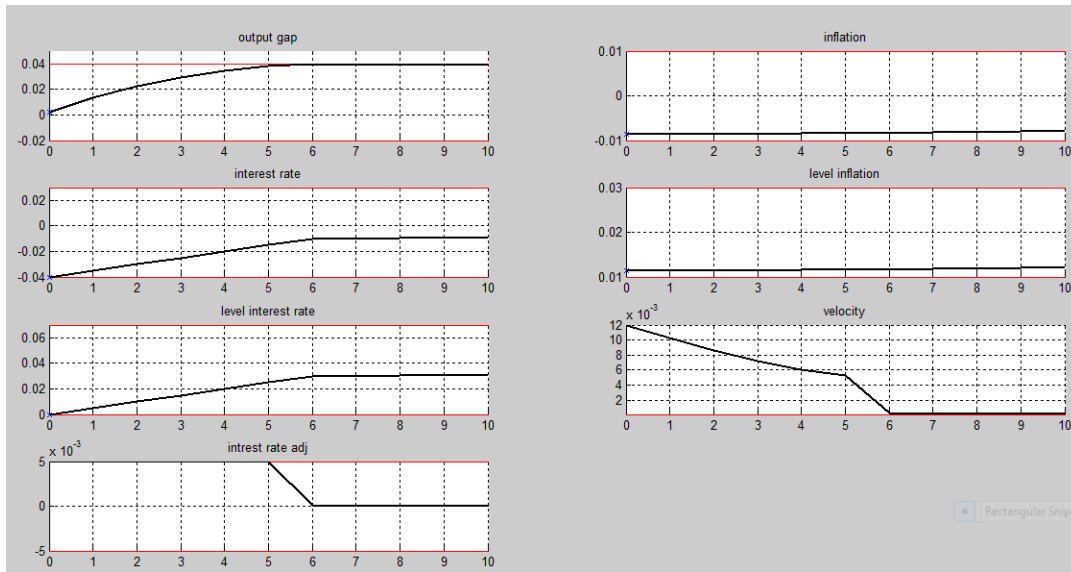 output gap
0.04
0.02
0
-0.02
0 1 2 3 4 5 6 7 8 9 10
inflation
0.01
0
-0.01
0 1 2 3 4 5 6 7 8 9 10
interest rate
0.02
0
-0.02
-0.04
0 1 2 3 4 5 6 7 8 9 10
level inflation
0.03
0.02
0.01
0 1 2 3 4 5 6 7 8 9 10
level interest rate
0.06
0.04
0.02
0
0 1 2 3 4 5 6 7 8 9 10
velocity
x 10⁻³
12
10
8
6
4
2
0 1 2 3 4 5 6 7 8 9 10
intrest rate adj
x 10⁻³
5
0
-5
0 1 2 3 4 5 6 7 8 9 10
Rectangular Snip